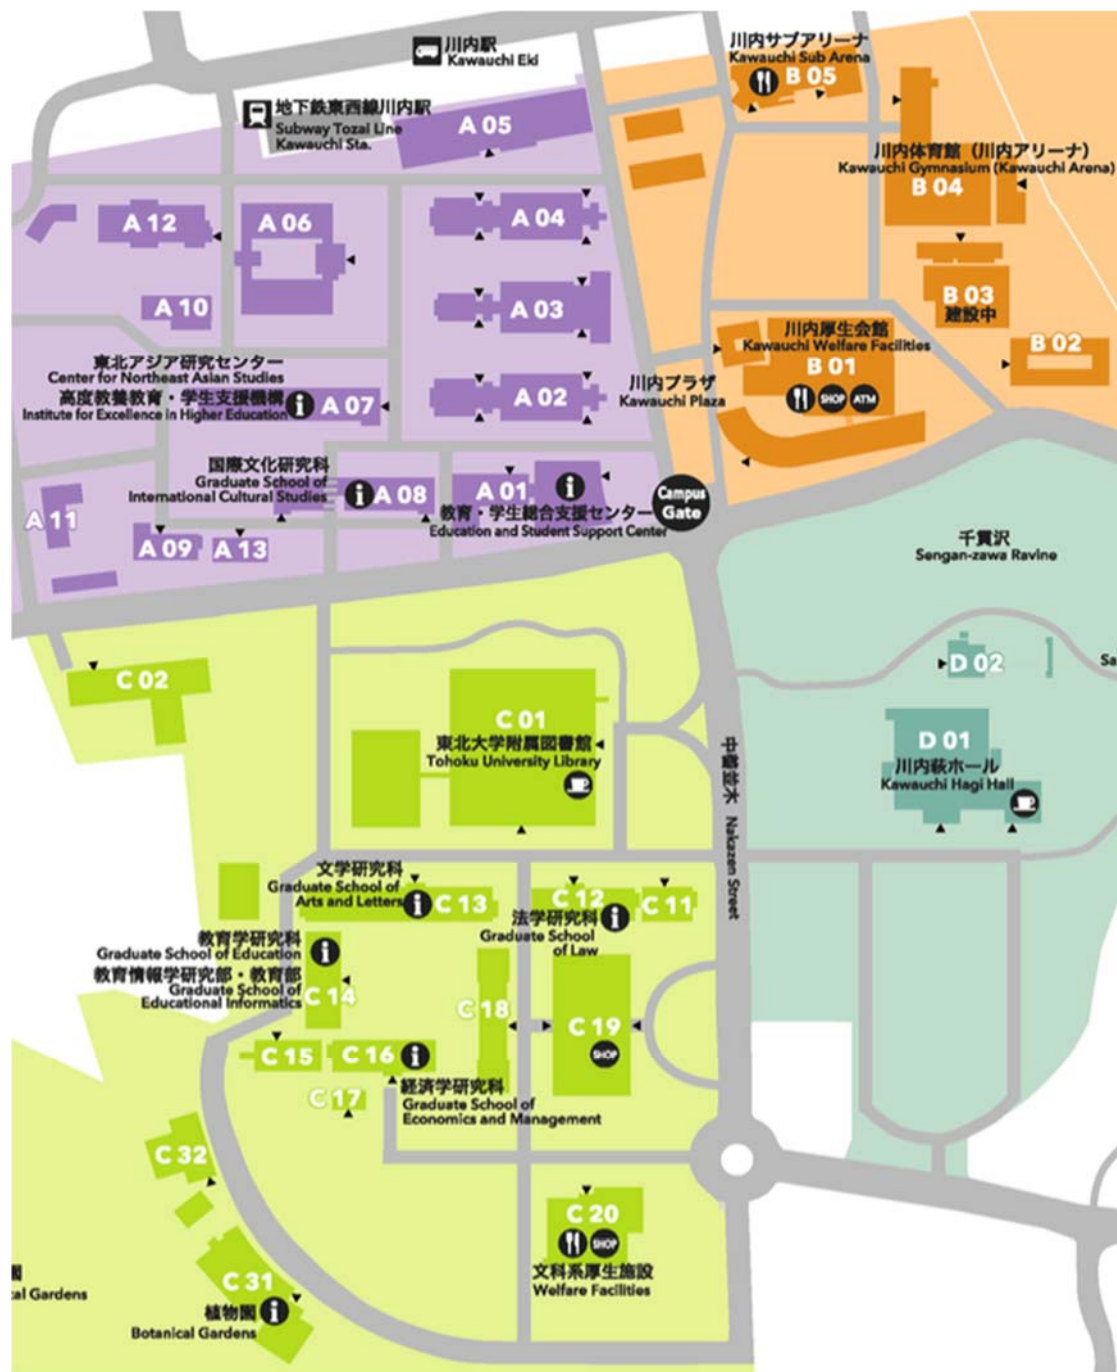 川内駅
Kawauchi Eki
川内サブアリーナ
Kawauchi Sub Arena
B 05
地下鉄東西線川内駅
Subway Tozai Line
Kawauchi Sta.
A 05
川内体育館（川内アリーナ）
Kawauchi Gymnasium (Kawauchi Arena)
B 04
A 12
A 06
A 04
A 10
A 03
B 03
建設中
川内厚生会館
Kawauchi Welfare Facilities
B 01
B 02
SHOP
ATM
東北アジア研究センター
Center for Northeast Asian Studies
高度教養教育・学生支援機構
Institute for Excellence in Higher Education
i
A 07
A 02
川内プラザ
Kawauchi Plaza
国際文化研究科
Graduate School of
International Cultural Studies
i
A 08
A 01
i
教育・学生総合支援センター
Education and Student Support Center
Campus
Gate
A 11
A 09
A 13
千貫沢
Sengan-zawa Ravine
D 02
Sa
C 02
C 01
東北大学附属図書館
Tohoku University Library
D 01
川内萩ホール
Kawauchi Hagi Hall
中善並木 Nakazen Street
文学研究科
Graduate School of
Arts and Letters
i
C 13
C 12
C 11
法学研究科
i
Graduate School
of Law
教育学研究科
Graduate School of Education
i
教育情報学研究部・教育部
Graduate School of
Educational Informatics
C 14
C 18
C 19
SHOP
C 15
C 16
i
経済学研究科
Graduate School of
Economics and Management
C 17
C 32
C 20
SHOP
文科系厚生施設
Welfare Facilities
園
al Gardens
C 31
植物園
i
Botanical Gardens